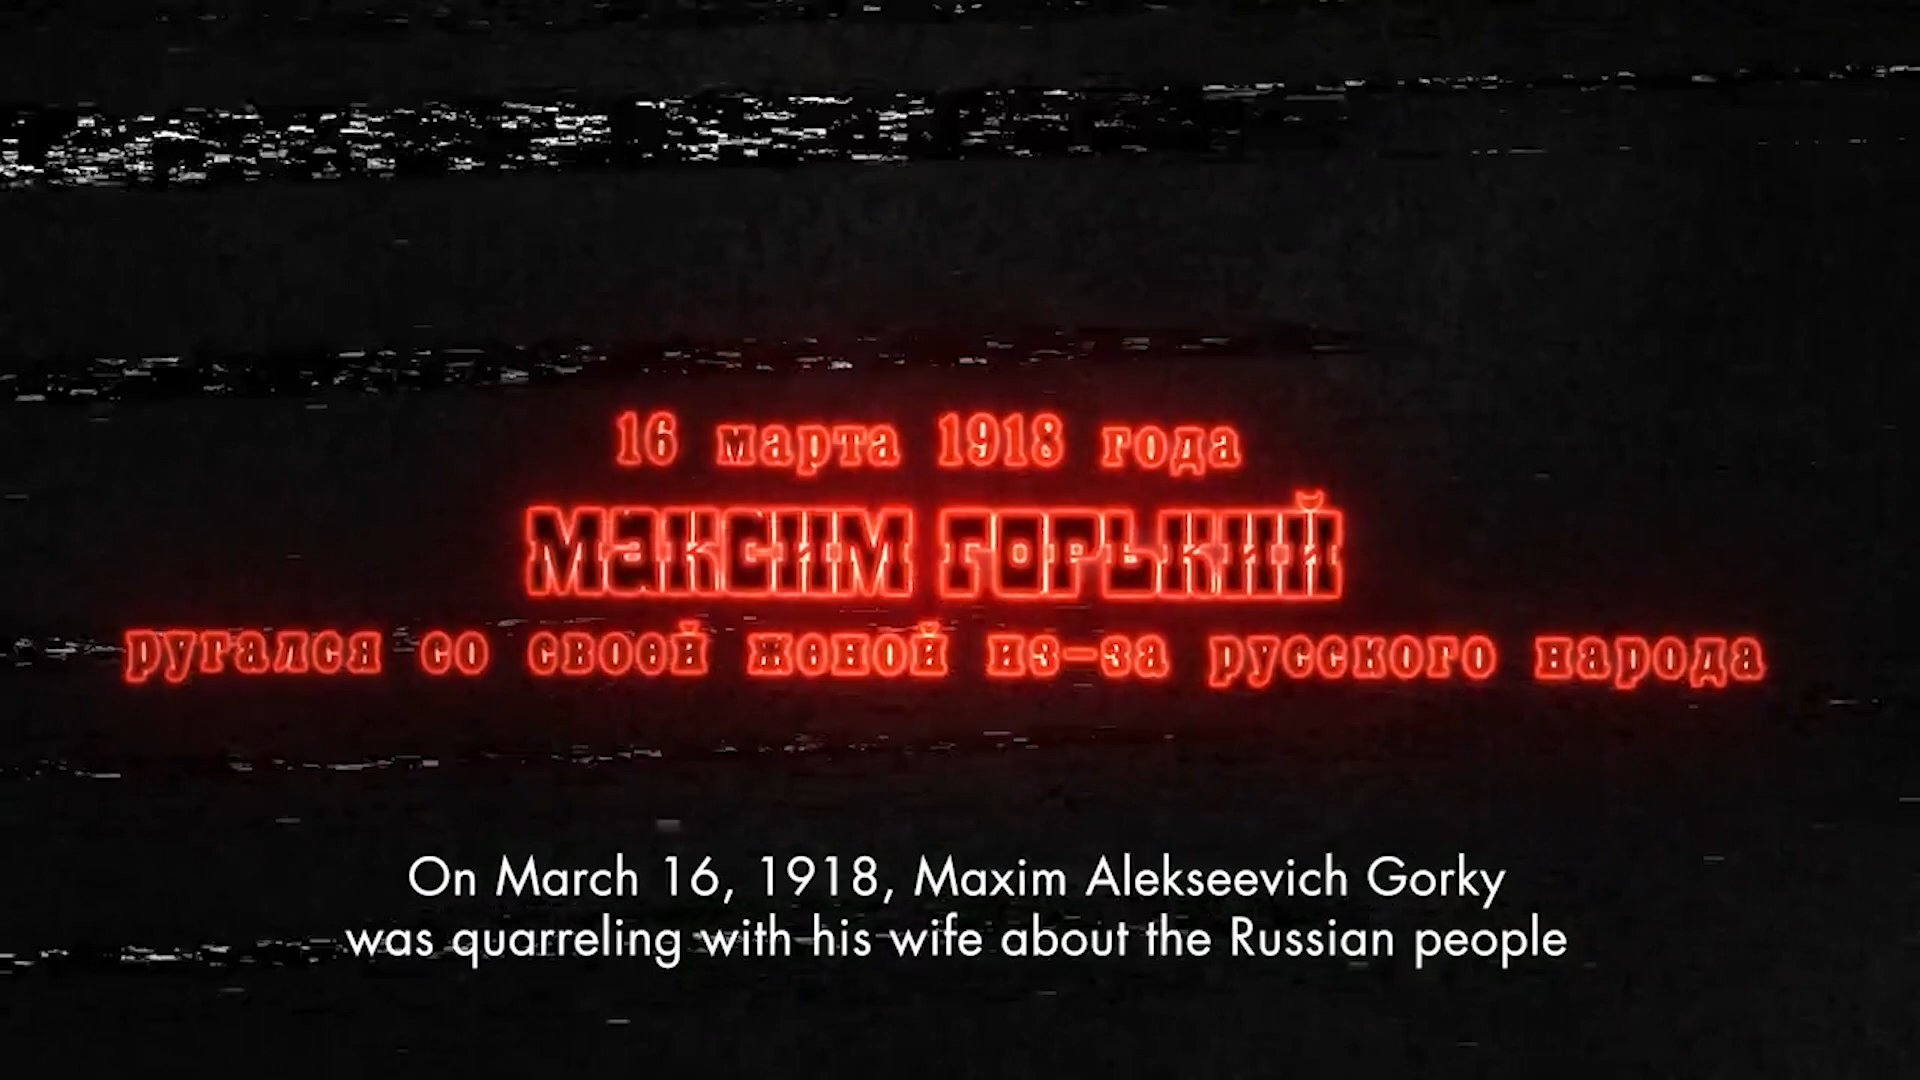 16 марта 1918 года
Максим Горький
ругался со своей женой из-за русского народа
On March 16, 1918, Maxim Alekseevich Gorky
was quarreling with his wife about the Russian people